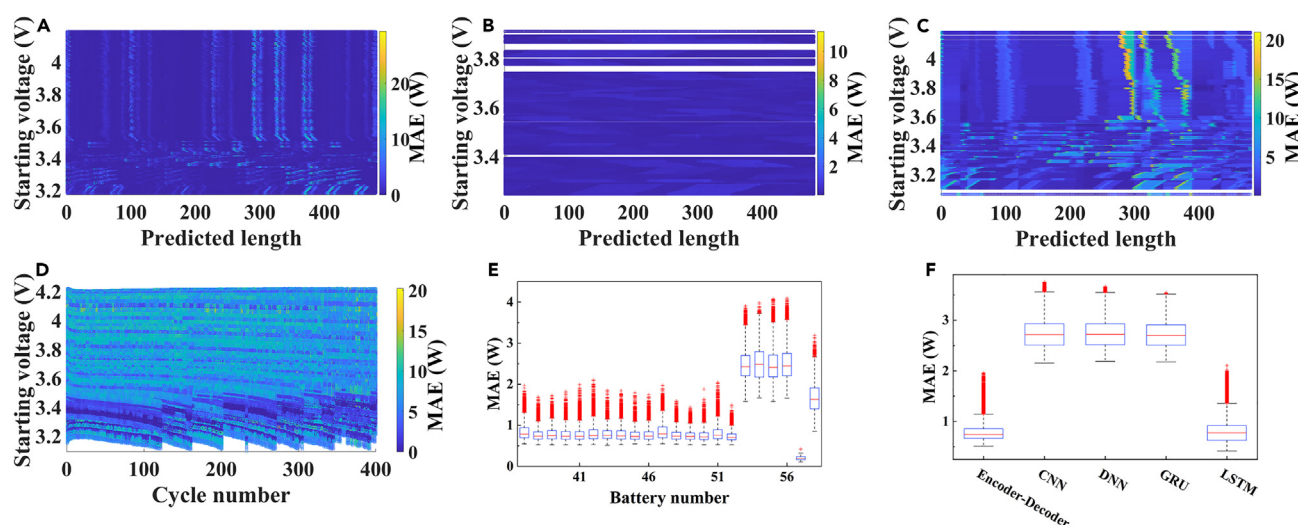 A
Starting voltage (V)
4
3.8
3.6
3.4
3.2
0
100
200
300
400
Predicted length
20
10
0
MAE (W)
B
Starting voltage (V)
3.8
3.6
3.4
0
100
200
300
400
Predicted length
10
8
6
4
2
MAE (W)
C
Starting voltage (V)
4
3.8
3.6
3.4
3.2
0
100
200
300
400
Predicted length
20
15
10
5
MAE (W)
D
Starting voltage (V)
4.2
4
3.8
3.6
3.4
3.2
0
100
200
300
400
Cycle number
20
15
10
5
0
MAE (W)
E
MAE (W)
4
3
2
1
0
41
46
51
56
Battery number
F
MAE (W)
3
2
1
Encoder-Decoder
CNN
DNN
GRU
LSTM